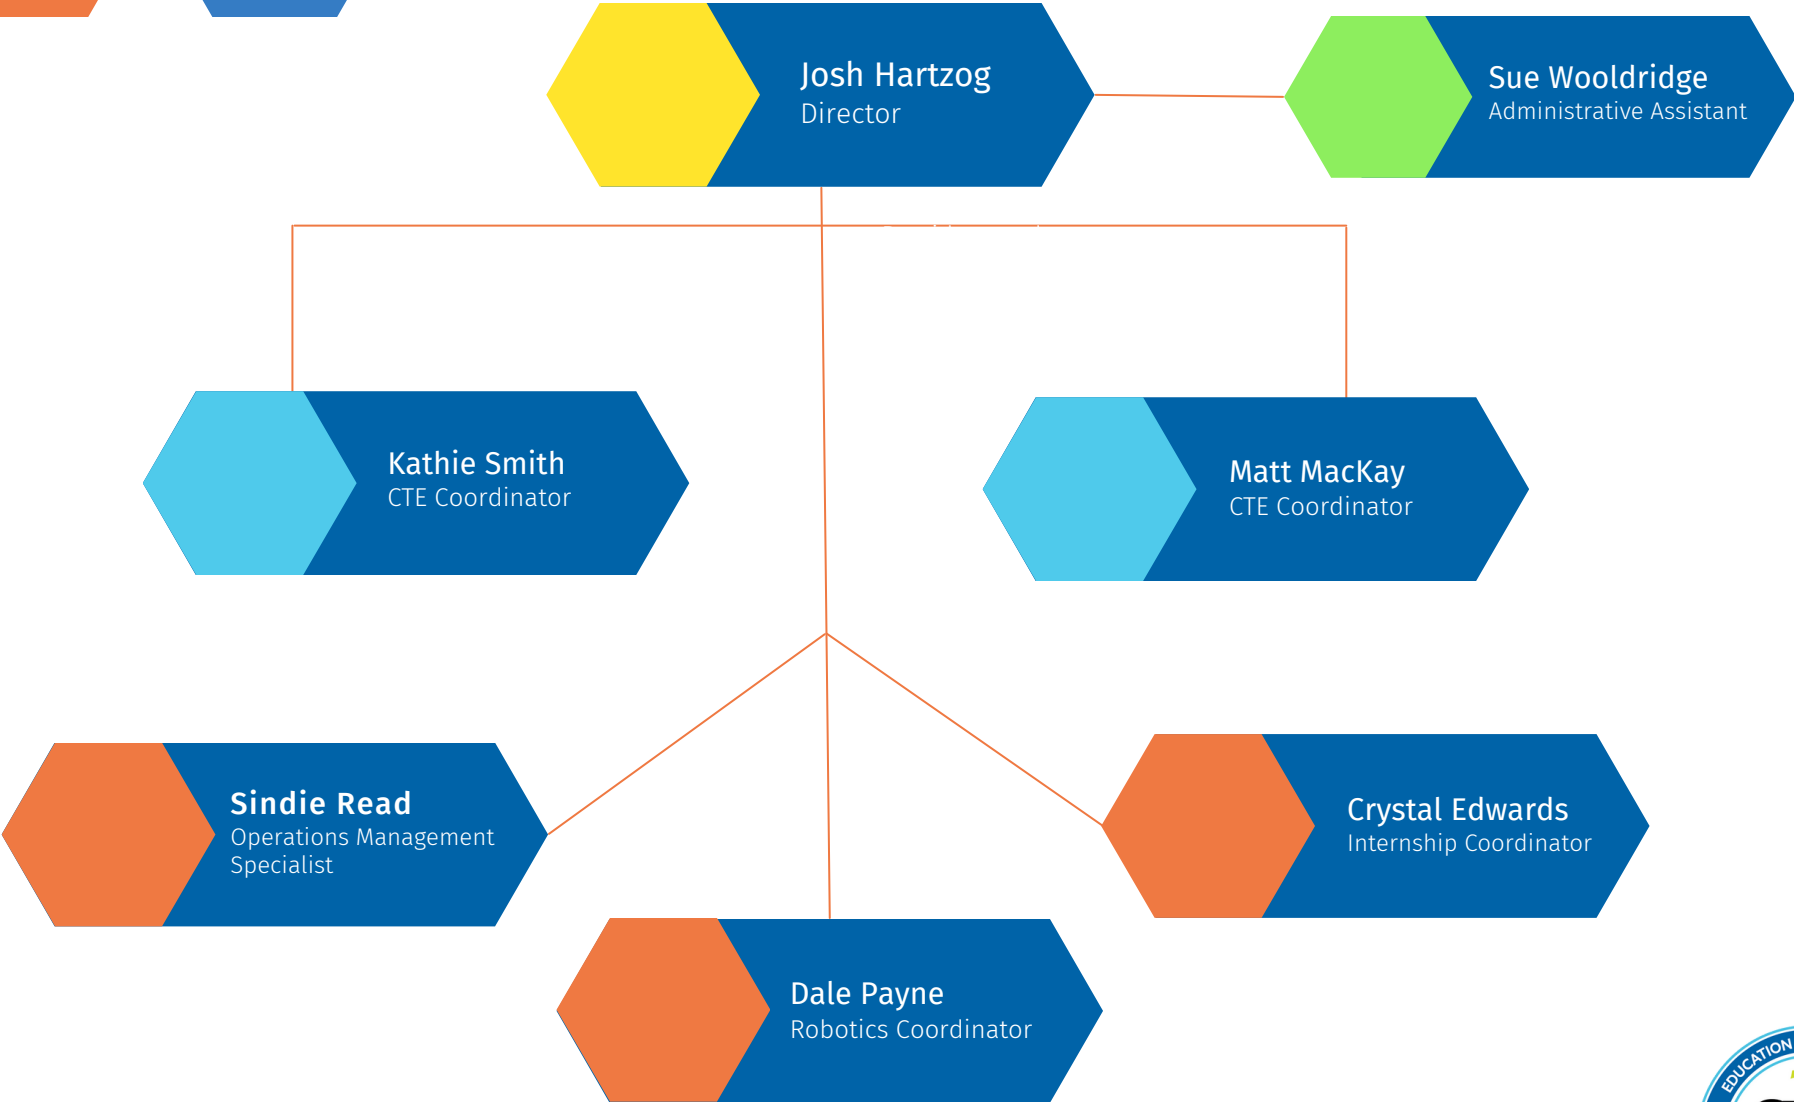 Josh Hartzog
Director
Sue Wooldridge
Administrative Assistant
Kathie Smith
CTE Coordinator
Matt MacKay
CTE Coordinator
Sindie Read
Operations Management
Specialist
Crystal Edwards
Internship Coordinator
Dale Payne
Robotics Coordinator
EDUCATION